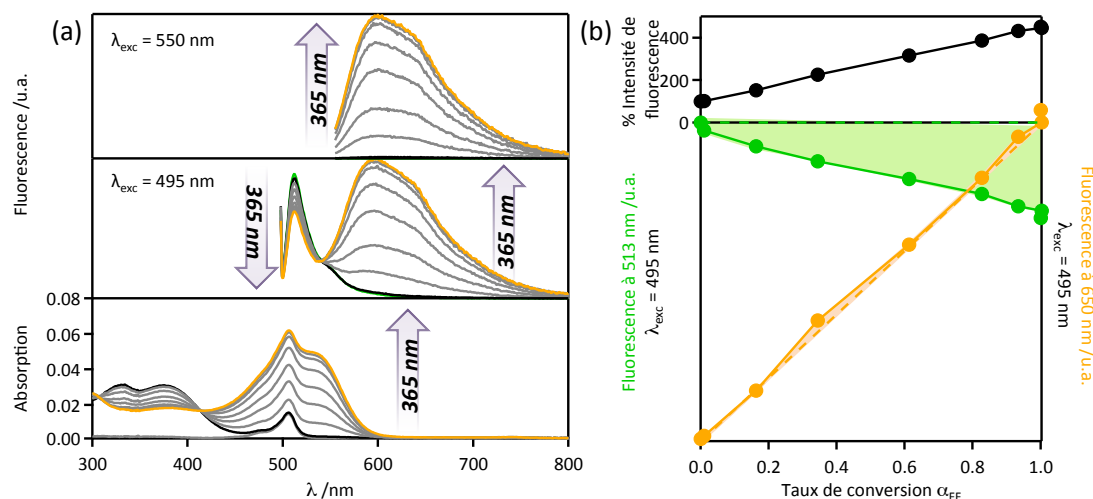 (a)
λexc = 550 nm
365 nm
Fluorescence /u.a.
λexc = 495 nm
365 nm
365 nm
0.08
0.06
0.04
0.02
0.00
Absorption
365 nm
300 400 500 600 700 800
λ /nm
(b)
% Intensité de
fluorescence
400
200
0
Fluorescence à 513 nm /u.a.
λexc = 495 nm
Fluorescence à 650 nm /u.a.
λexc = 495 nm
0.0 0.2 0.4 0.6 0.8 1.0
Taux de conversion αFF